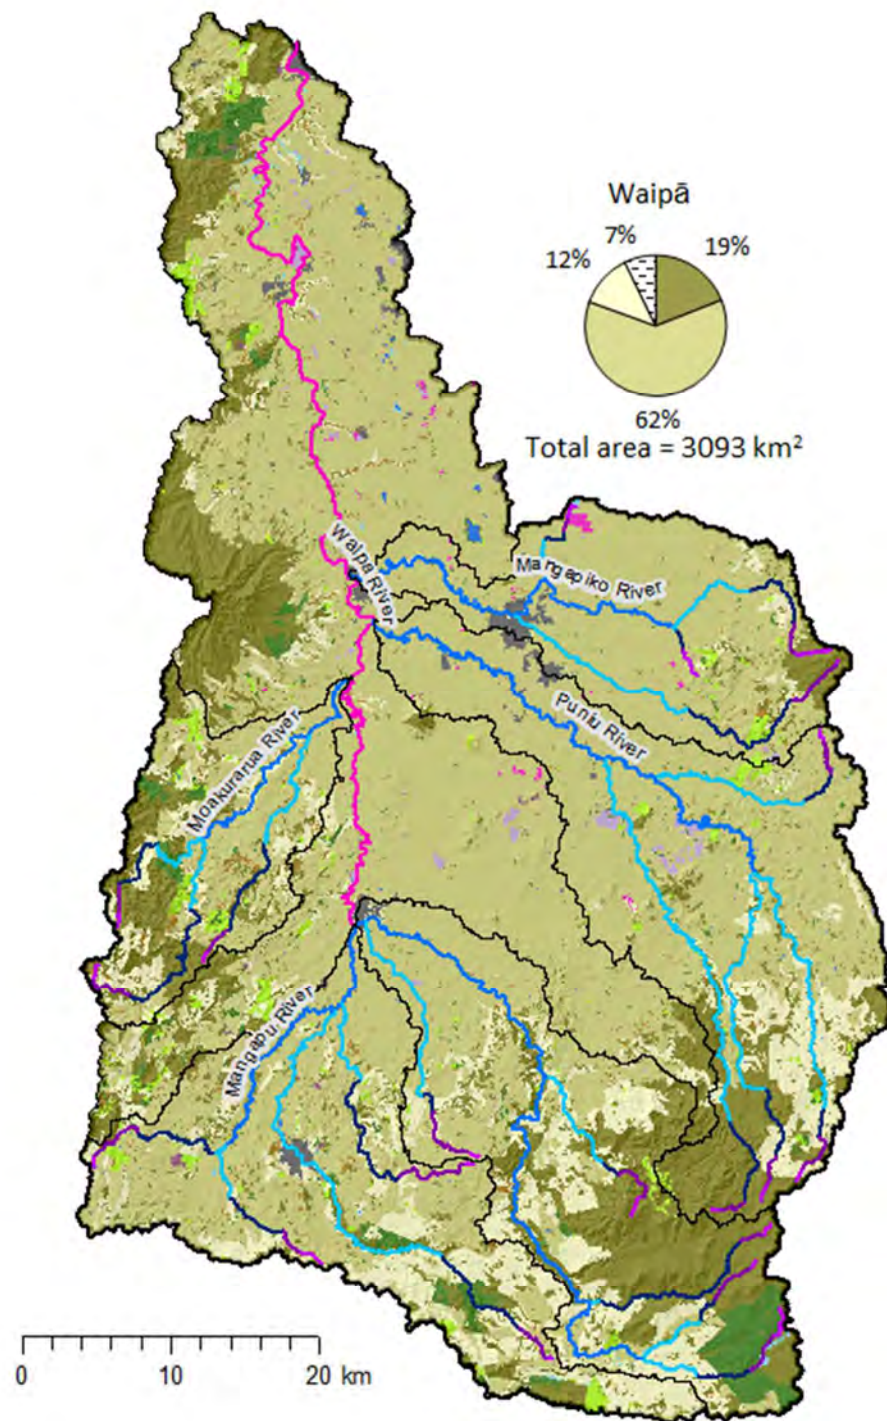 Waipā
7%
12%
19%
62%
Total area = 3093 km²
Waipa River
Mangapiko River
Puniu River
Moakurarua River
Mangapu River
0 10 20 km